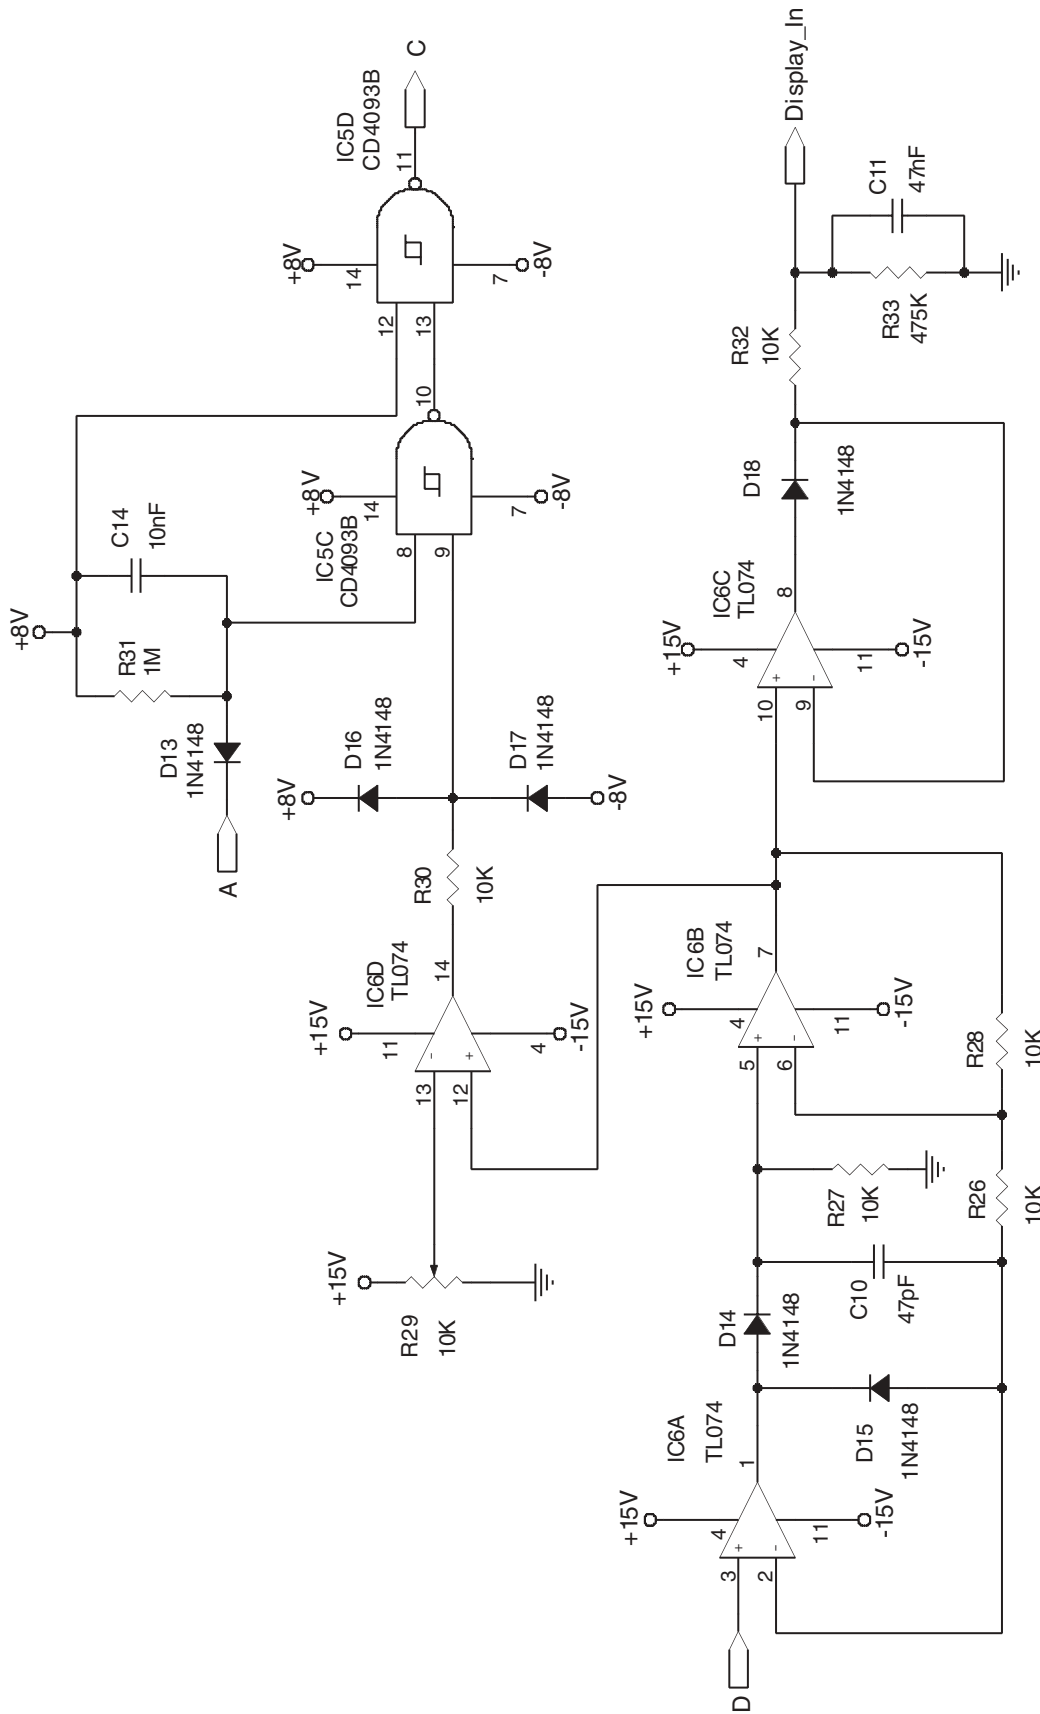 +8V
R31
1M
C14
10nF
A
D13
1N4148
+8V
D16
1N4148
D17
1N4148
-8V
+8V
14
IC5C
CD4093B
8
9
10
7
-8V
+8V
14
IC5D
CD4093B
12
13
11
7
-8V
C
+15V
R29
10K
+15V
11
IC6D
TL074
13
12
14
4
-15V
-
+
R30
10K
D
+15V
4
IC6A
TL074
3
2
1
11
-15V
+
-
D14
1N4148
D15
1N4148
C10
47pF
R27
10K
R26
10K
R28
10K
+15V
4
IC6B
TL074
5
6
7
11
-15V
+
-
+15V
4
IC6C
TL074
10
9
8
11
-15V
+
-
D18
1N4148
R32
10K
R33
475K
C11
47nF
Display_In